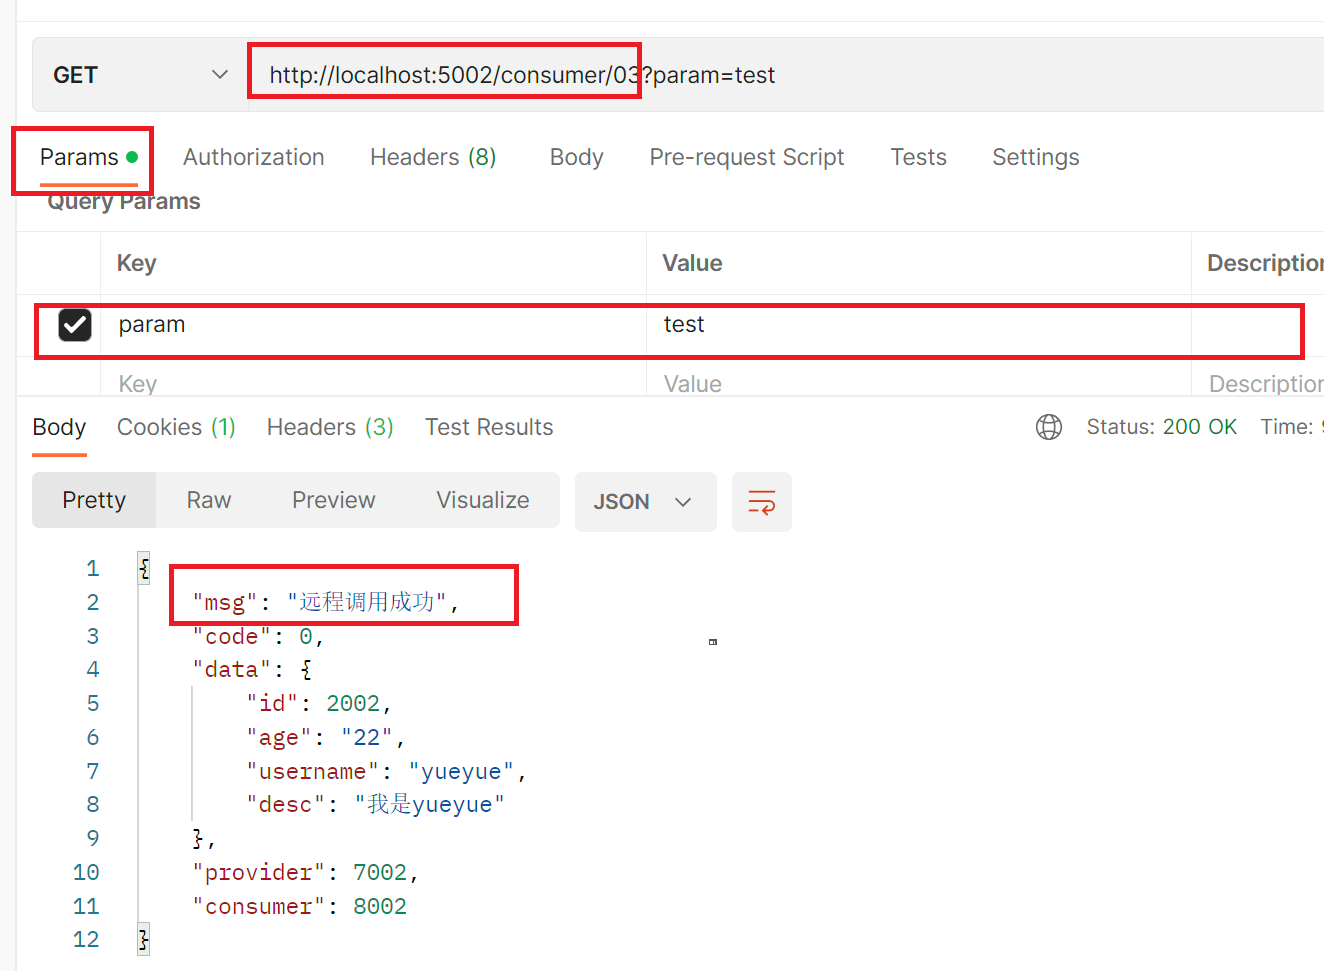 GET http://localhost:5002/consumer/03?param=test
Params Authorization Headers (8) Body Pre-request Script Tests Settings
Query Params
Key Value Description
param test
Key Value Description
Body Cookies (1) Headers (3) Test Results Status: 200 OK Time:
Pretty Raw Preview Visualize JSON
1 {
2 "msg": "远程调用成功",
3 "code": 0,
4 "data": {
5 "id": 2002,
6 "age": "22",
7 "username": "yueyue",
8 "desc": "我是yueyue"
9 },
10 "provider": 7002,
11 "consumer": 8002
12 }